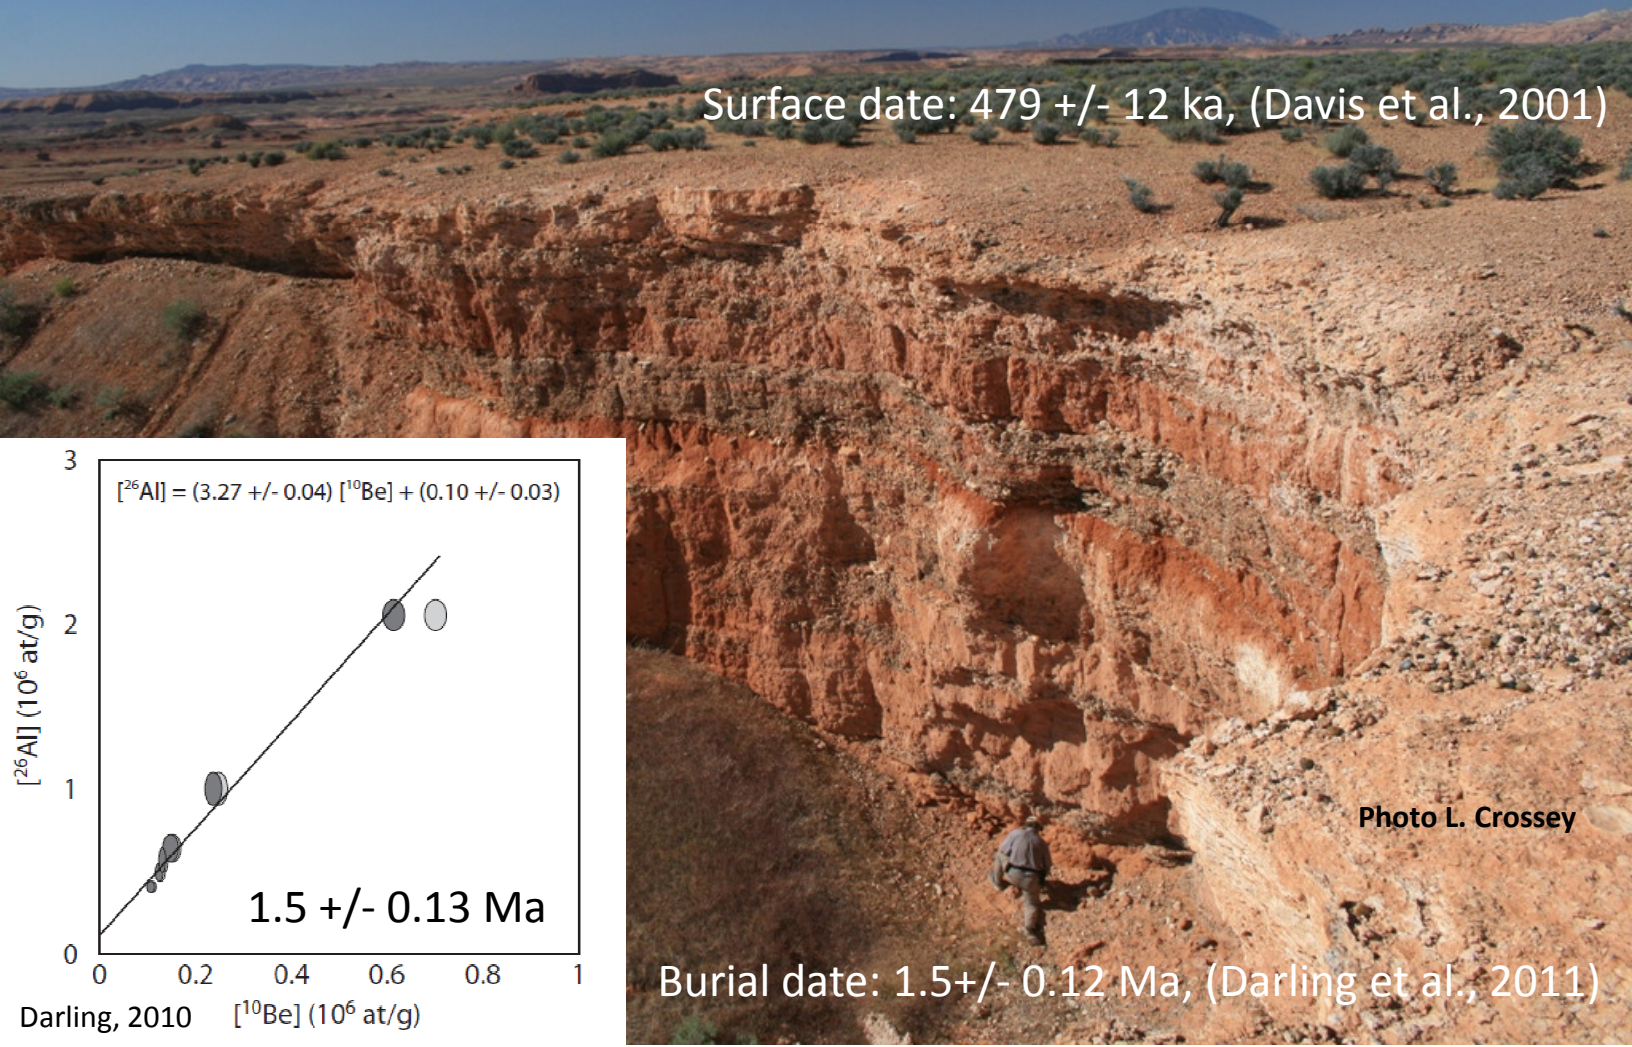 Surface date: 479 +/- 12 ka, (Davis et al., 2001)
3
[²⁶Al] = (3.27 +/- 0.04) [¹⁰Be] + (0.10 +/- 0.03)
2
[²⁶Al] (10⁶ at/g)
1
1.5 +/- 0.13 Ma
0
0 0.2 0.4 0.6 0.8 1
Darling, 2010 [¹⁰Be] (10⁶ at/g)
Photo L. Crossey
Burial date: 1.5+/- 0.12 Ma, (Darling et al., 2011)